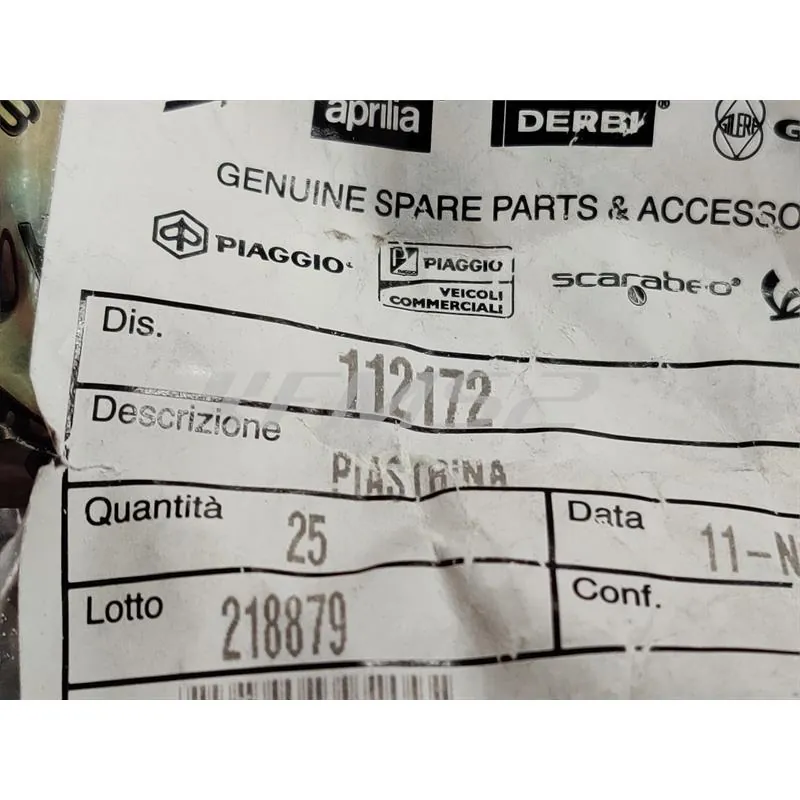 aprilia DERBI® GILERA G
GENUINE SPARE PARTS & ACCESSO
PIAGGIO PIAGGIO VEICOLI COMMERCIALI scarabeo®
Dis. 112172
Descrizione PIASTRINA
Quantità 25 Data 11-N
Lotto 218879 Conf.